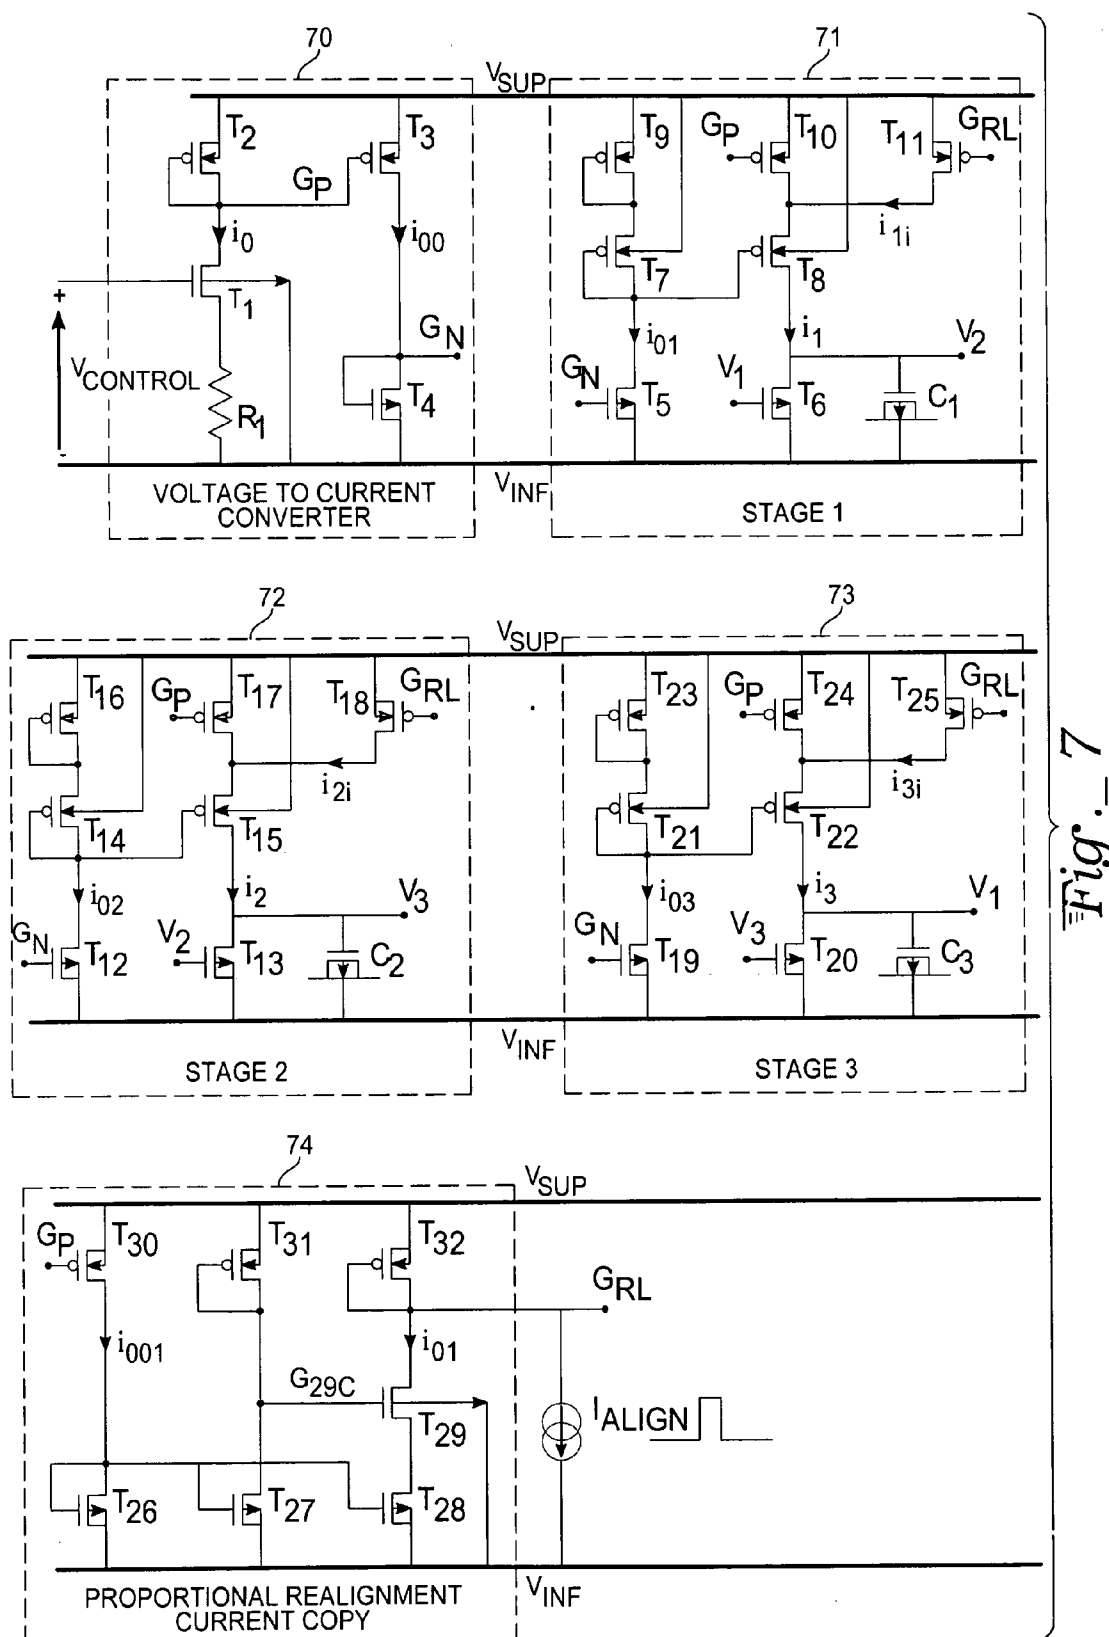 70
71
VSUP
T2
T3
T9
GP
T10
T11
GRL
GP
i0
i00
i1i
T1
T7
T8
+
GN
i01
i1
V2
VCONTROL
GN
V1
R1
T4
T5
T6
C1
-
VINF
VOLTAGE TO CURRENT
CONVERTER
STAGE 1
72
73
VSUP
T16
GP
T17
T18
GRL
T23
GP
T24
T25
GRL
i2i
i3i
T14
T15
T21
T22
i02
i2
V3
i03
i3
V1
GN
V2
GN
V3
T12
T13
C2
T19
T20
C3
VINF
STAGE 2
STAGE 3
74
VSUP
GP
T30
T31
T32
GRL
i001
i01
G29C
T29
IALIGN
T26
T27
T28
VINF
PROPORTIONAL REALIGNMENT
CURRENT COPY
Fig._7